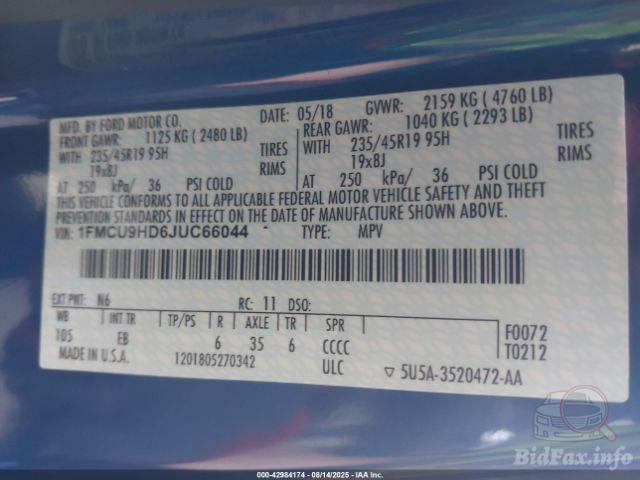 MFD. BY FORD MOTOR CO. DATE: 05/18 GVWR: 2159 KG ( 4760 LB)
FRONT GAWR: 1125 KG ( 2480 LB) REAR GAWR: 1040 KG ( 2293 LB)
WITH 235/45R19 95H TIRES WITH 235/45R19 95H TIRES
19x8J RIMS 19x8J RIMS
AT 250 kPa/ 36 PSI COLD AT 250 kPa/ 36 PSI COLD
THIS VEHICLE CONFORMS TO ALL APPLICABLE FEDERAL MOTOR VEHICLE SAFETY AND THEFT
PREVENTION STANDARDS IN EFFECT ON THE DATE OF MANUFACTURE SHOWN ABOVE.
VIN: 1FMCU9HD6JUC66044 TYPE: MPV
EXT PNT: N6 RC: 11 DSO:
WB INT TR TP/PS R AXLE TR SPR F0072
105 EB 6 35 6 CCCC T0212
MADE IN U.S.A. 1201805270342 ULC ▽ 5U5A-3520472-AA
BidFax.info
000-42984174 - 08/14/2025 - IAA Inc.